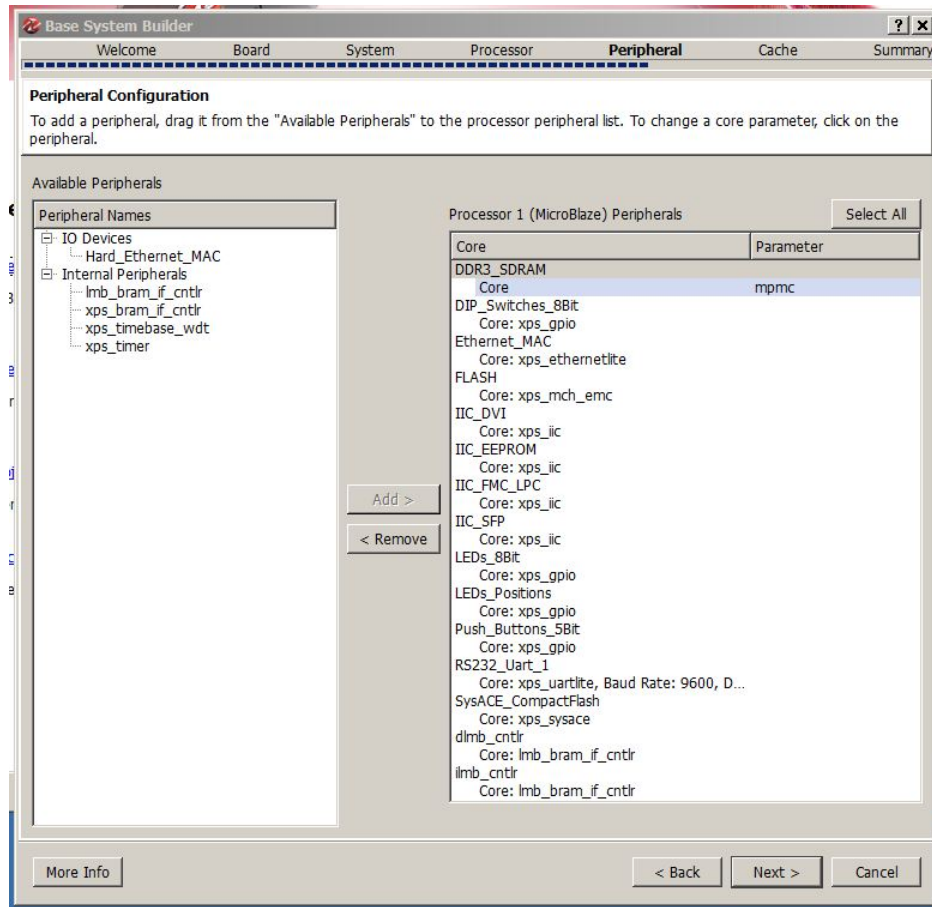 Base System Builder
Welcome Board System Processor Peripheral Cache Summary
Peripheral Configuration
To add a peripheral, drag it from the "Available Peripherals" to the processor peripheral list. To change a core parameter, click on the
peripheral.
Available Peripherals
Peripheral Names
IO Devices
Hard_Ethernet_MAC
Internal Peripherals
lmb_bram_if_cntlr
xps_bram_if_cntlr
xps_timebase_wdt
xps_timer
Add >
< Remove
Processor 1 (MicroBlaze) Peripherals
Select All
Core Parameter
DDR3_SDRAM
Core mpmc
DIP_Switches_8Bit
Core: xps_gpio
Ethernet_MAC
Core: xps_ethernetlite
FLASH
Core: xps_mch_emc
IIC_DVI
Core: xps_iic
IIC_EEPROM
Core: xps_iic
IIC_FMC_LPC
Core: xps_iic
IIC_SFP
Core: xps_iic
LEDs_8Bit
Core: xps_gpio
LEDs_Positions
Core: xps_gpio
Push_Buttons_5Bit
Core: xps_gpio
RS232_Uart_1
Core: xps_uartlite, Baud Rate: 9600, D...
SysACE_CompactFlash
Core: xps_sysace
dlmb_cntlr
Core: lmb_bram_if_cntlr
ilmb_cntlr
Core: lmb_bram_if_cntlr
More Info
< Back
Next >
Cancel